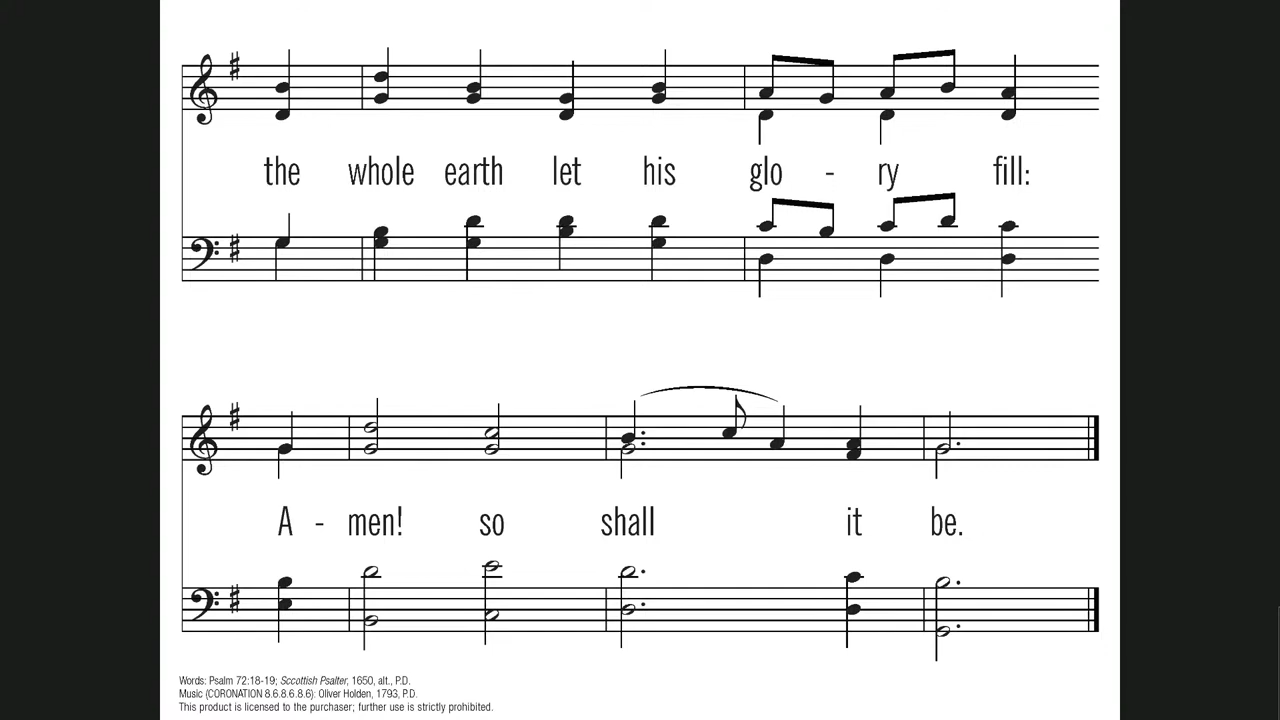 the whole earth let his glo - ry fill:
A - men! so shall it be.
Words: Psalm 72:18-19; Sccottish Psalter, 1650, alt., P.D.
Music (CORONATION 8.6.8.6.8.6): Oliver Holden, 1793, P.D.
This product is licensed to the purchaser; further use is strictly prohibited.